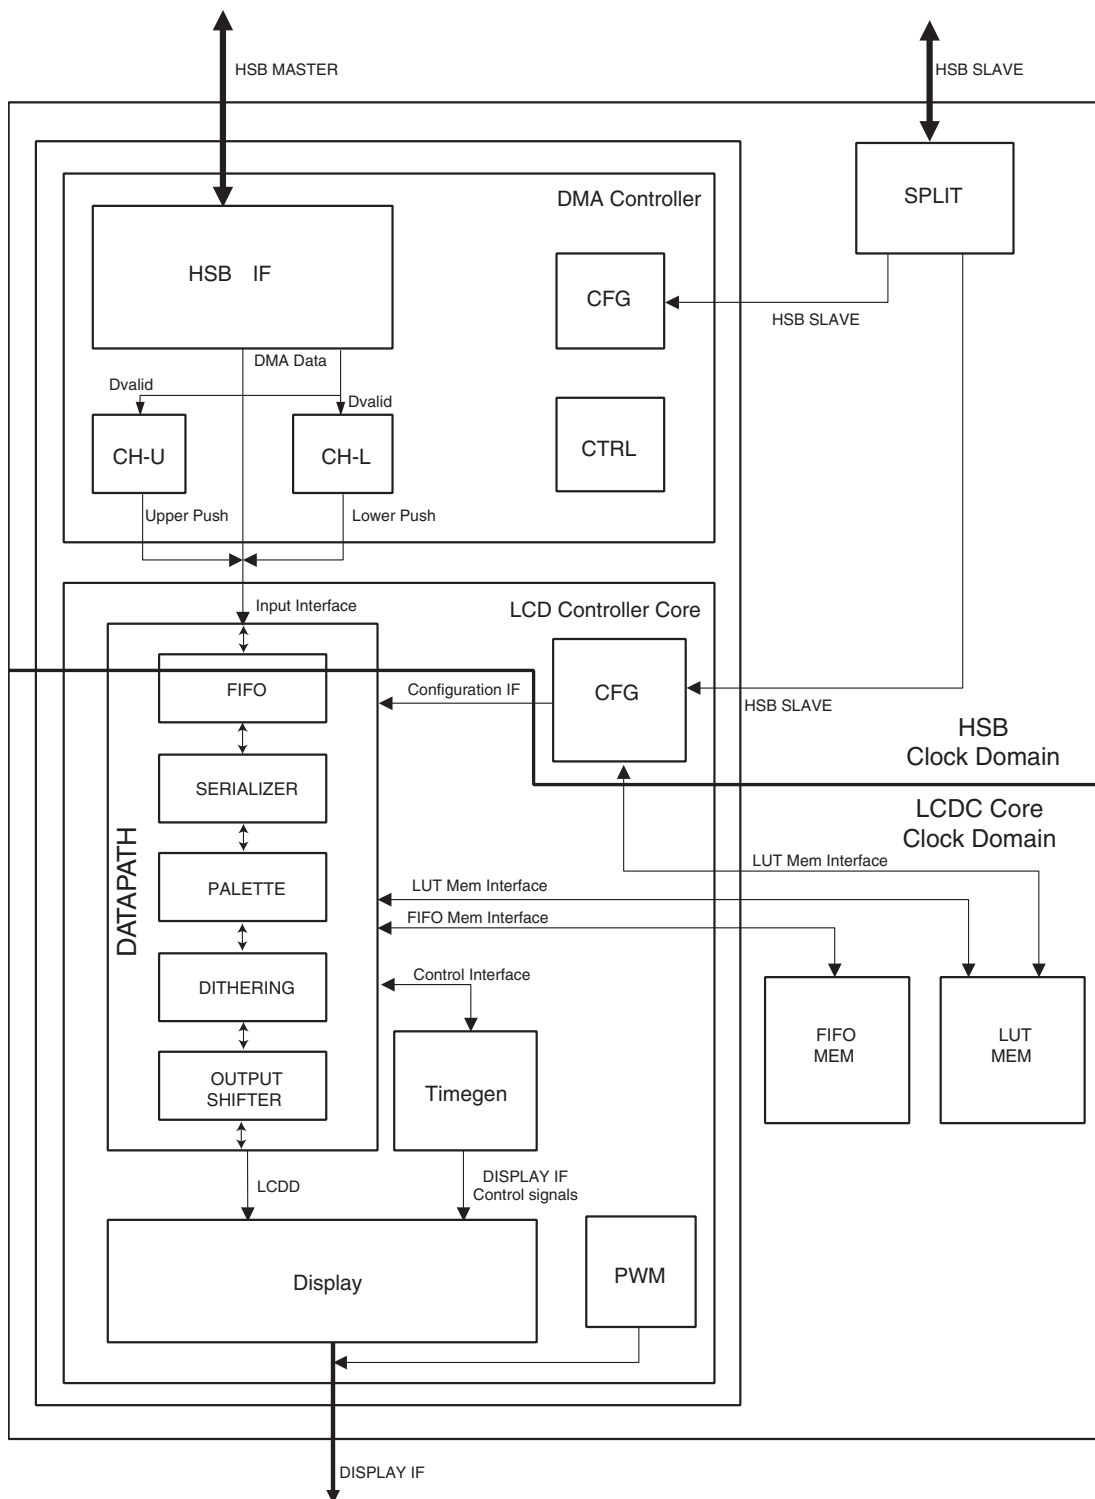 HSB MASTER
HSB SLAVE
DMA Controller
SPLIT
HSB IF
CFG
HSB SLAVE
DMA Data
Dvalid
Dvalid
CH-U
CH-L
CTRL
Upper Push
Lower Push
Input Interface
LCD Controller Core
FIFO
Configuration IF
CFG
HSB SLAVE
HSB
Clock Domain
SERIALIZER
LCDC Core
Clock Domain
DATAPATH
LUT Mem Interface
PALETTE
LUT Mem Interface
FIFO Mem Interface
DITHERING
Control Interface
FIFO
MEM
LUT
MEM
OUTPUT
SHIFTER
Timegen
LCDD
DISPLAY IF
Control signals
Display
PWM
DISPLAY IF